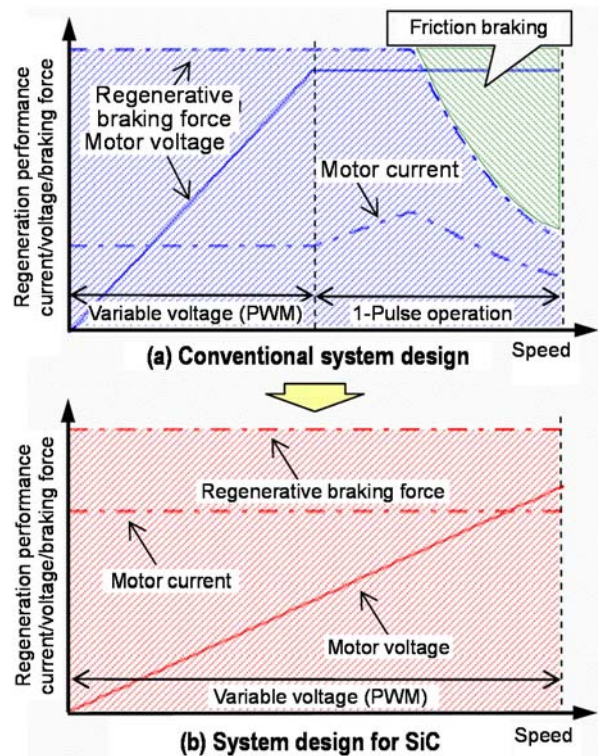 Friction braking
Regenerative
braking force
Motor voltage
Motor current
Regeneration performance
current/voltage/braking force
Variable voltage (PWM)
1-Pulse operation
Speed
(a) Conventional system design
Regenerative braking force
Motor current
Motor voltage
Regeneration performance
current/voltage/braking force
Variable voltage (PWM)
Speed
(b) System design for SiC